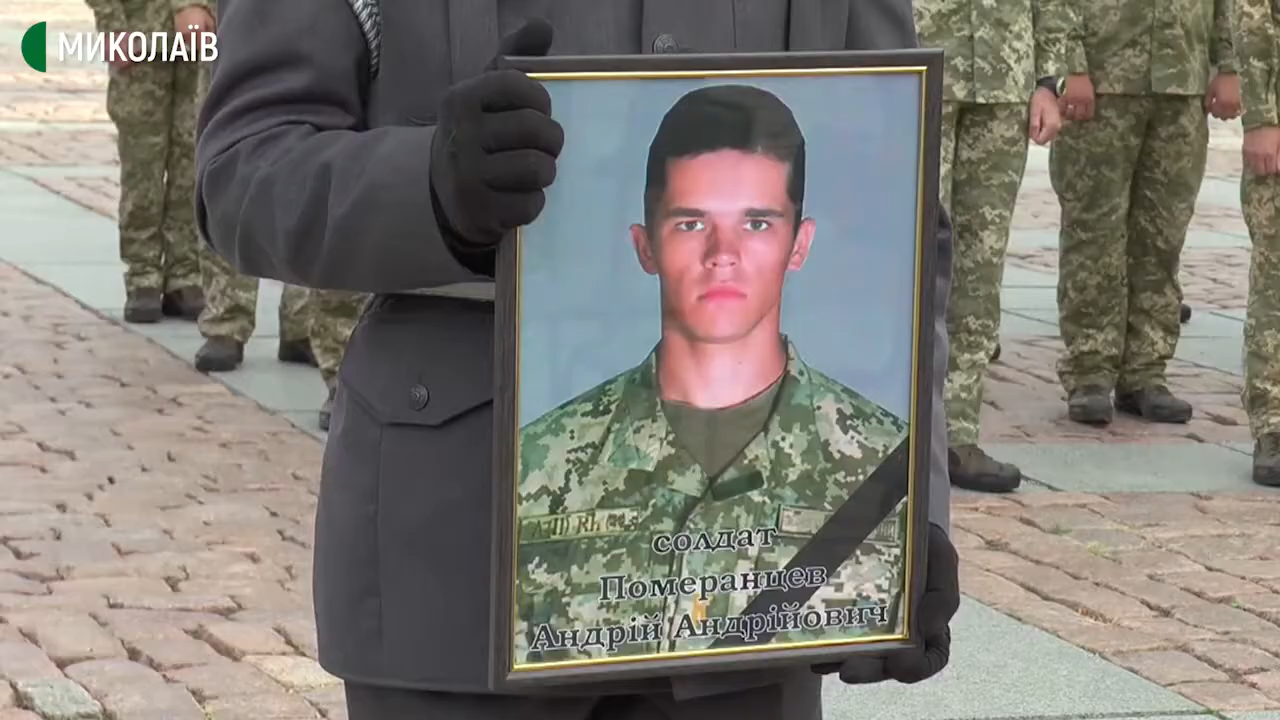 МИКОЛАЇВ
солдат
Померанцев
Андрій Андрійович